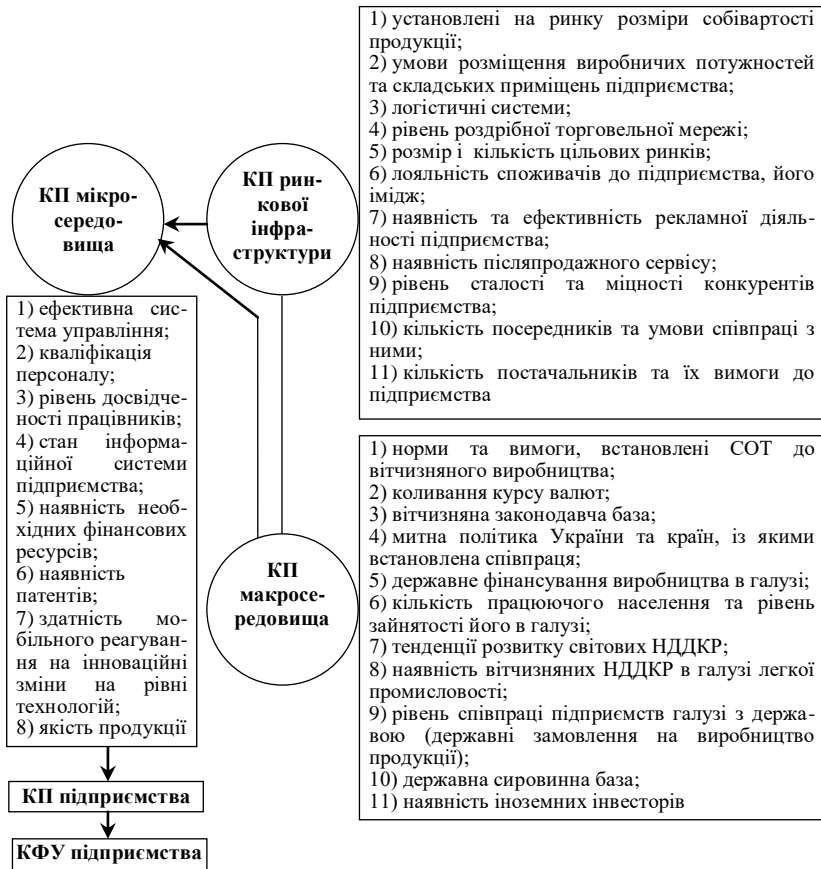 КП мікро-
середо-
вища
1) ефективна сис-
тема управління;
2) кваліфікація
персоналу;
3) рівень досвідче-
ності працівників;
4) стан інформа-
ційної системи
підприємства;
5) наявність необ-
хідних фінансових
ресурсів;
6) наявність
патентів;
7) здатність мо-
більного реагуван-
ня на інноваційні
зміни на рівні
технологій;
8) якість продукції
КП підприємства
КФУ підприємства
КП рин-
кової
інфра-
структури
1) установлені на ринку розміри собівартості
продукції;
2) умови розміщення виробничих потужностей
та складських приміщень підприємства;
3) логістичні системи;
4) рівень роздрібної торговельної мережі;
5) розмір і кількість цільових ринків;
6) лояльність споживачів до підприємства, його
імідж;
7) наявність та ефективність рекламної діяль-
ності підприємства;
8) наявність післяпродажного сервісу;
9) рівень сталості та міцності конкурентів
підприємства;
10) кількість посередників та умови співпраці з
ними;
11) кількість постачальників та їх вимоги до
підприємства
КП
макросе-
редовища
1) норми та вимоги, встановлені СОТ до
вітчизняного виробництва;
2) коливання курсу валют;
3) вітчизняна законодавча база;
4) митна політика України та країн, із якими
встановлена співпраця;
5) державне фінансування виробництва в галузі;
6) кількість працюючого населення та рівень
зайнятості його в галузі;
7) тенденції розвитку світових НДДКР;
8) наявність вітчизняних НДДКР в галузі легкої
промисловості;
9) рівень співпраці підприємств галузі з держа-
вою (державні замовлення на виробництво
продукції);
10) державна сировинна база;
11) наявність іноземних інвесторів